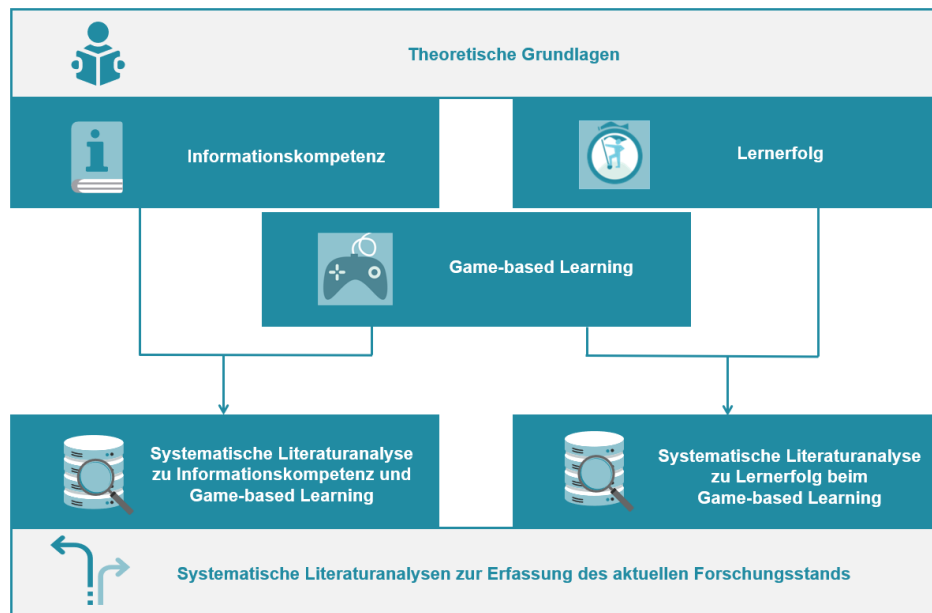 Theoretische Grundlagen
Informationskompetenz
Lernerfolg
Game-based Learning
Systematische Literaturanalyse
zu Informationskompetenz und
Game-based Learning
Systematische Literaturanalyse
zu Lernerfolg beim
Game-based Learning
Systematische Literaturanalysen zur Erfassung des aktuellen Forschungsstands